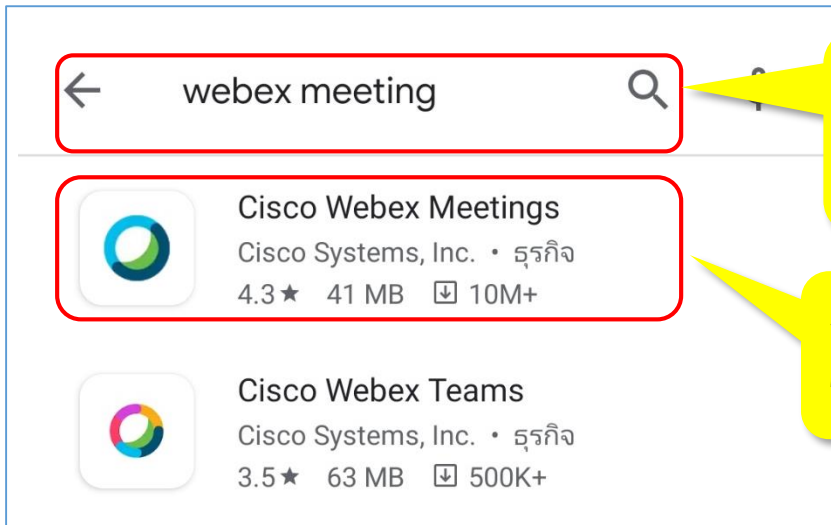 webex meeting
Cisco Webex Meetings
Cisco Systems, Inc. • ธุรกิจ
4.3★ 41 MB 10M+
Cisco Webex Teams
Cisco Systems, Inc. • ธุรกิจ
3.5★ 63 MB 500K+